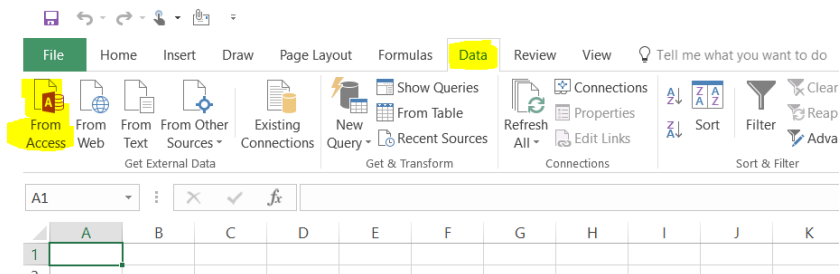 File Home Insert Draw Page Layout Formulas Data Review View Tell me what you want to do
From Access
From Web
From Text
From Other Sources
Existing Connections
Get External Data
New Query
Show Queries
From Table
Recent Sources
Get & Transform
Refresh All
Connections
Properties
Edit Links
Connections
A Z
Z A
Z A A Z
Sort
Filter
Clear
Reap
Adva
Sort & Filter
A1 fx
A B C D E F G H I J K
1